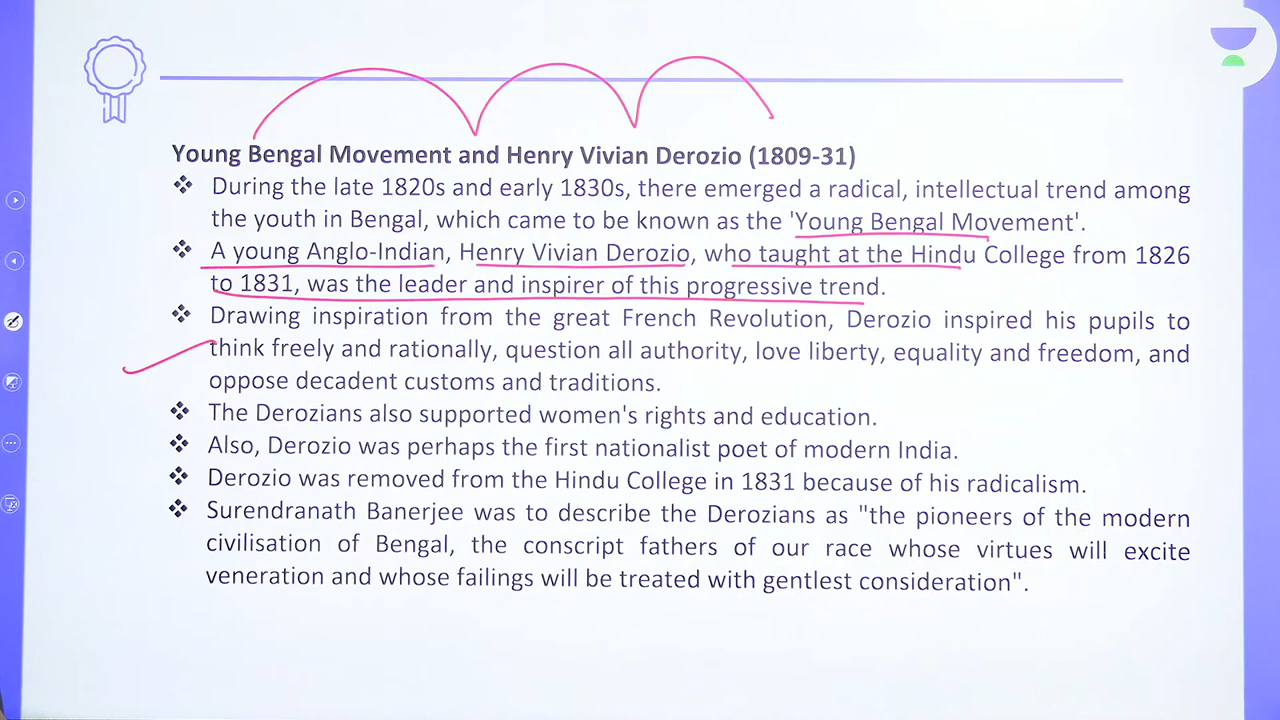 Young Bengal Movement and Henry Vivian Derozio (1809-31)
❖ During the late 1820s and early 1830s, there emerged a radical, intellectual trend among
the youth in Bengal, which came to be known as the 'Young Bengal Movement'.
❖ A young Anglo-Indian, Henry Vivian Derozio, who taught at the Hindu College from 1826
to 1831, was the leader and inspirer of this progressive trend.
❖ Drawing inspiration from the great French Revolution, Derozio inspired his pupils to
think freely and rationally, question all authority, love liberty, equality and freedom, and
oppose decadent customs and traditions.
❖ The Derozians also supported women's rights and education.
❖ Also, Derozio was perhaps the first nationalist poet of modern India.
❖ Derozio was removed from the Hindu College in 1831 because of his radicalism.
❖ Surendranath Banerjee was to describe the Derozians as "the pioneers of the modern
civilisation of Bengal, the conscript fathers of our race whose virtues will excite
veneration and whose failings will be treated with gentlest consideration".